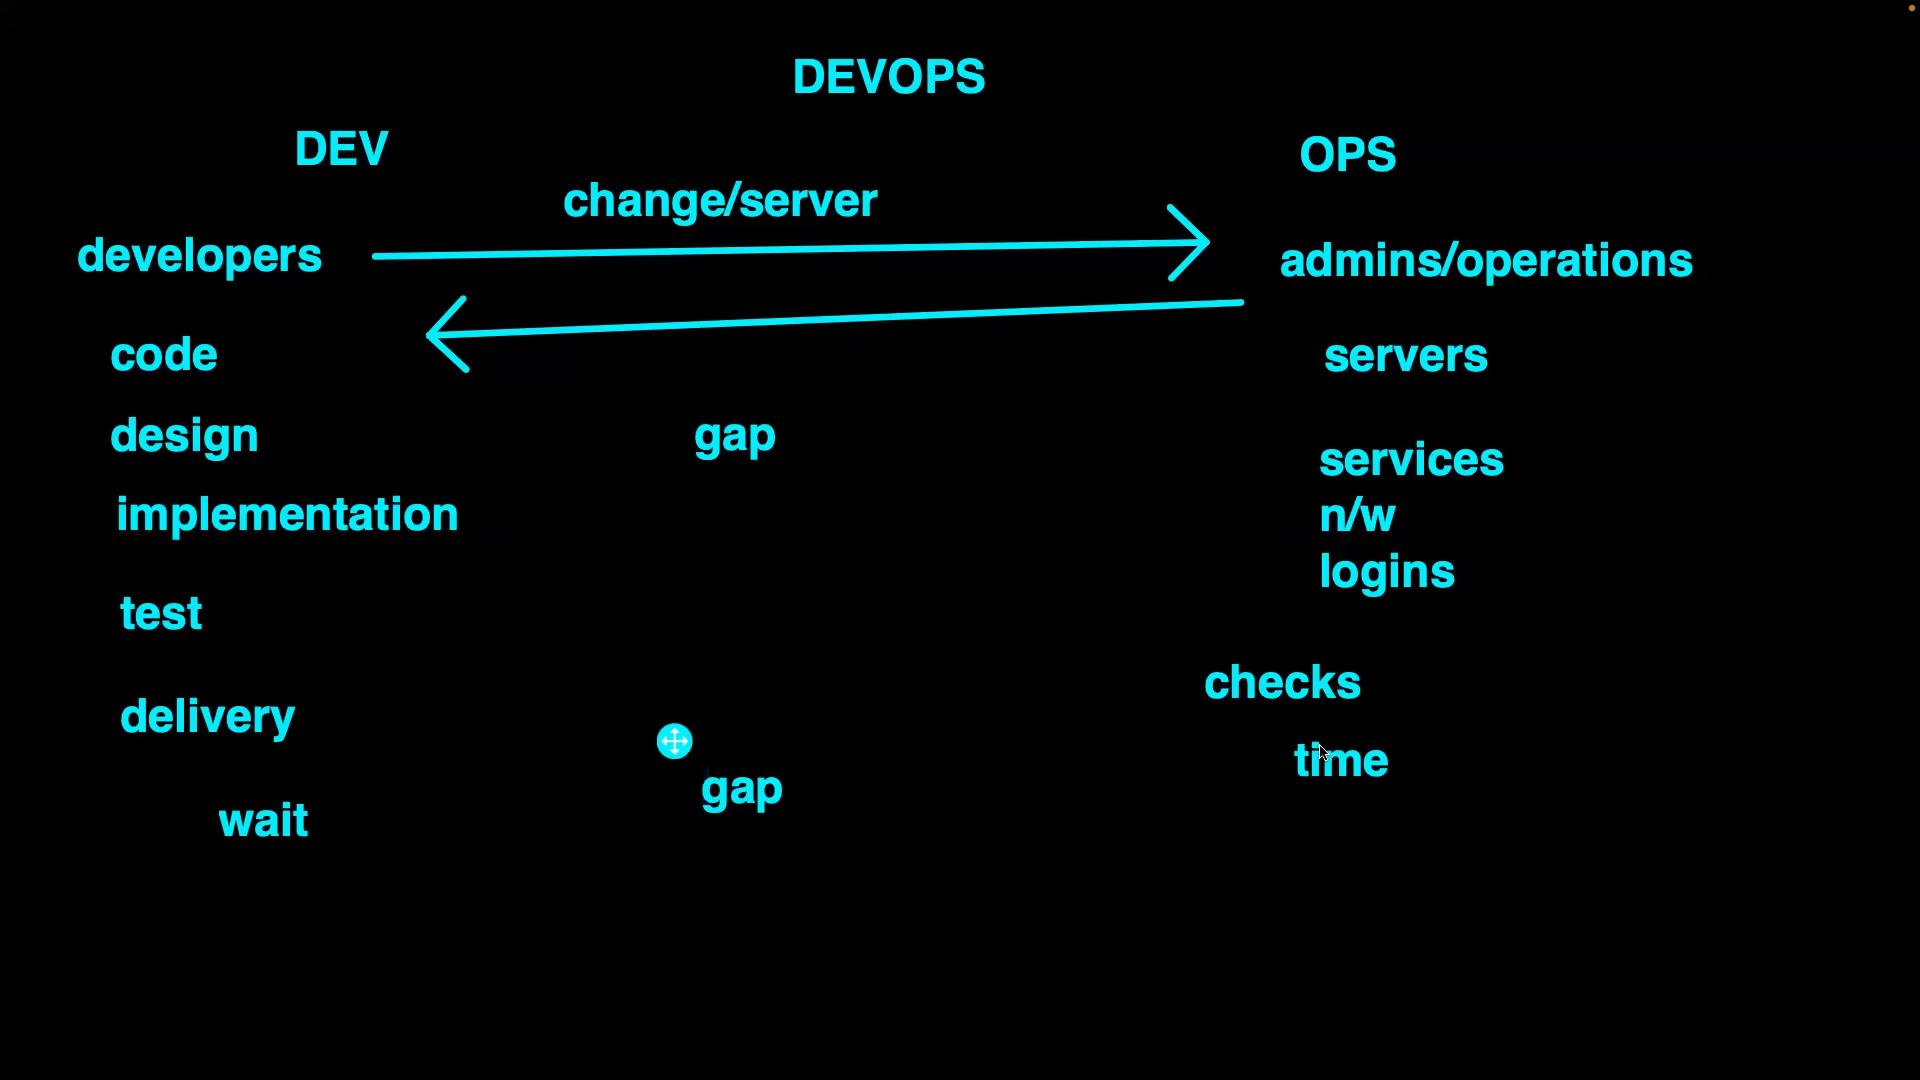 DEVOPS
DEV
OPS
change/server
developers
admins/operations
code
servers
design
gap
services
implementation
n/w
logins
test
checks
delivery
time
gap
wait